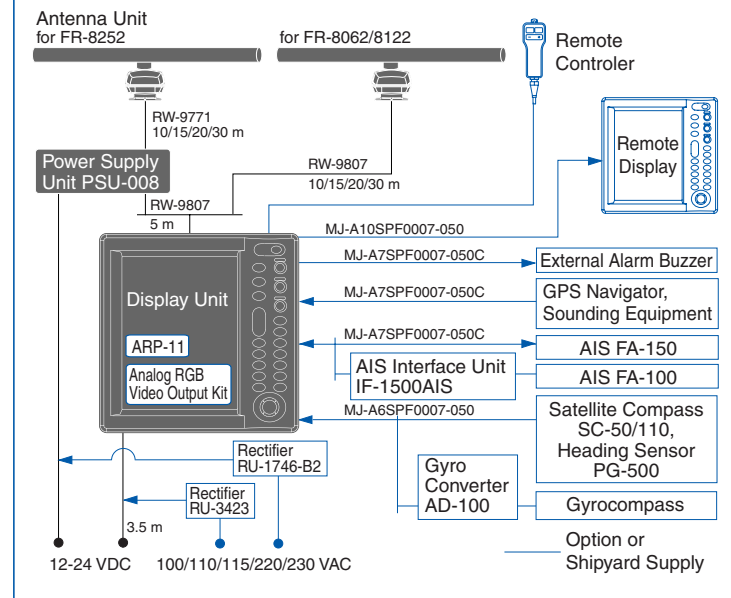 Antenna Unit
for FR-8252
for FR-8062/8122
Remote
Controler
RW-9771
10/15/20/30 m
Power Supply
Unit PSU-008
RW-9807
10/15/20/30 m
Remote
Display
RW-9807
5 m
MJ-A10SPF0007-050
MJ-A7SPF0007-050C
External Alarm Buzzer
Display Unit
MJ-A7SPF0007-050C
GPS Navigator,
Sounding Equipment
ARP-11
Analog RGB
Video Output Kit
MJ-A7SPF0007-050C
AIS FA-150
AIS Interface Unit
IF-1500AIS
AIS FA-100
MJ-A6SPF0007-050
Satellite Compass
SC-50/110,
Heading Sensor
PG-500
Rectifier
RU-1746-B2
Gyro
Converter
AD-100
Gyrocompass
Rectifier
RU-3423
3.5 m
12-24 VDC
100/110/115/220/230 VAC
Option or
Shipyard Supply